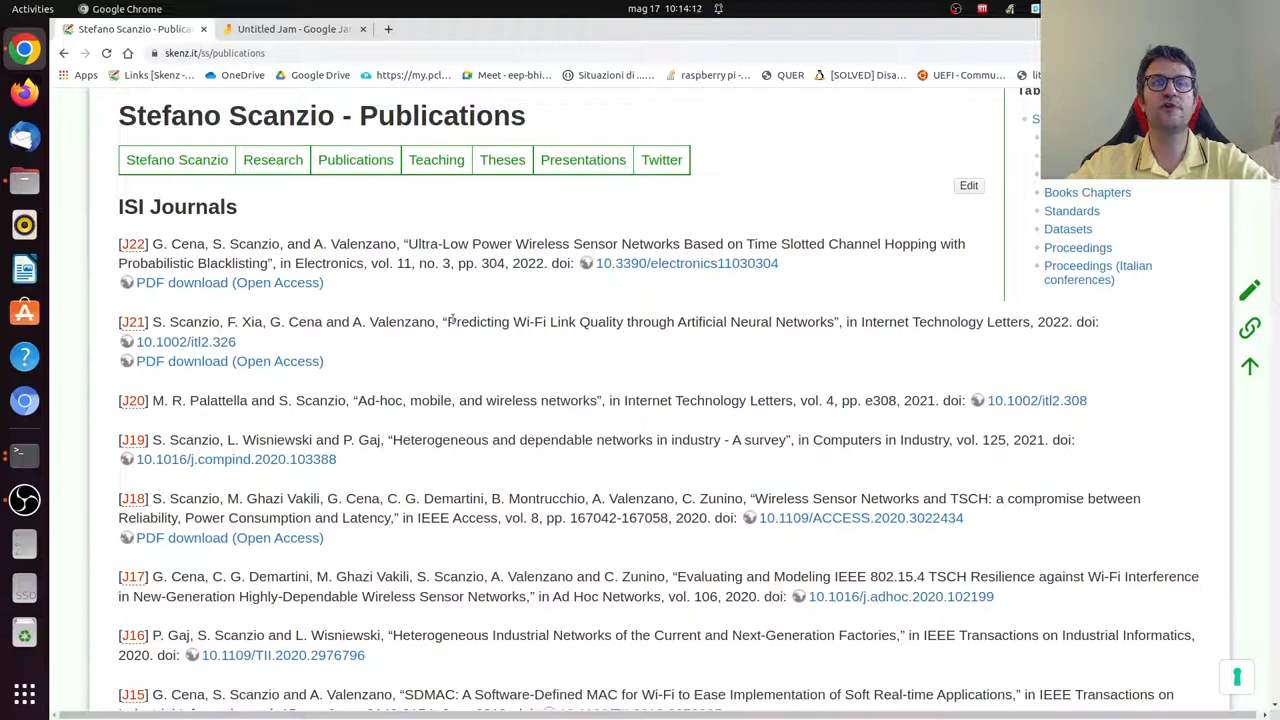 Activities
Google Chrome
mag 17 10:14:12
Stefano Scanzio - Publica
Untitled Jam - Google Ja
skenz.it/ss/publications
Apps
Links [Skenz -...
OneDrive
Google Drive
https://my.pcl...
Meet - eep-bhi...
Situazioni di ...…
raspberry pi -...
QUER
[SOLVED] Disa...
UEFI - Commu...
Stefano Scanzio - Publications
Stefano Scanzio
Research
Publications
Teaching
Theses
Presentations
Twitter
Edit
Books Chapters
Standards
Datasets
Proceedings
Proceedings (Italian
conferences)
ISI Journals
[J22] G. Cena, S. Scanzio, and A. Valenzano, “Ultra-Low Power Wireless Sensor Networks Based on Time Slotted Channel Hopping with
Probabilistic Blacklisting”, in Electronics, vol. 11, no. 3, pp. 304, 2022. doi: 10.3390/electronics11030304
PDF download (Open Access)
[J21] S. Scanzio, F. Xia, G. Cena and A. Valenzano, “Predicting Wi-Fi Link Quality through Artificial Neural Networks”, in Internet Technology Letters, 2022. doi:
10.1002/itl2.326
PDF download (Open Access)
[J20] M. R. Palattella and S. Scanzio, “Ad-hoc, mobile, and wireless networks”, in Internet Technology Letters, vol. 4, pp. e308, 2021. doi: 10.1002/itl2.308
[J19] S. Scanzio, L. Wisniewski and P. Gaj, “Heterogeneous and dependable networks in industry - A survey”, in Computers in Industry, vol. 125, 2021. doi:
10.1016/j.compind.2020.103388
[J18] S. Scanzio, M. Ghazi Vakili, G. Cena, C. G. Demartini, B. Montrucchio, A. Valenzano, C. Zunino, “Wireless Sensor Networks and TSCH: a compromise between
Reliability, Power Consumption and Latency,” in IEEE Access, vol. 8, pp. 167042-167058, 2020. doi: 10.1109/ACCESS.2020.3022434
PDF download (Open Access)
[J17] G. Cena, C. G. Demartini, M. Ghazi Vakili, S. Scanzio, A. Valenzano and C. Zunino, “Evaluating and Modeling IEEE 802.15.4 TSCH Resilience against Wi-Fi Interference
in New-Generation Highly-Dependable Wireless Sensor Networks,” in Ad Hoc Networks, vol. 106, 2020. doi: 10.1016/j.adhoc.2020.102199
[J16] P. Gaj, S. Scanzio and L. Wisniewski, “Heterogeneous Industrial Networks of the Current and Next-Generation Factories,” in IEEE Transactions on Industrial Informatics,
2020. doi: 10.1109/TII.2020.2976796
[J15] G. Cena, S. Scanzio and A. Valenzano, “SDMAC: A Software-Defined MAC for Wi-Fi to Ease Implementation of Soft Real-time Applications,” in IEEE Transactions on